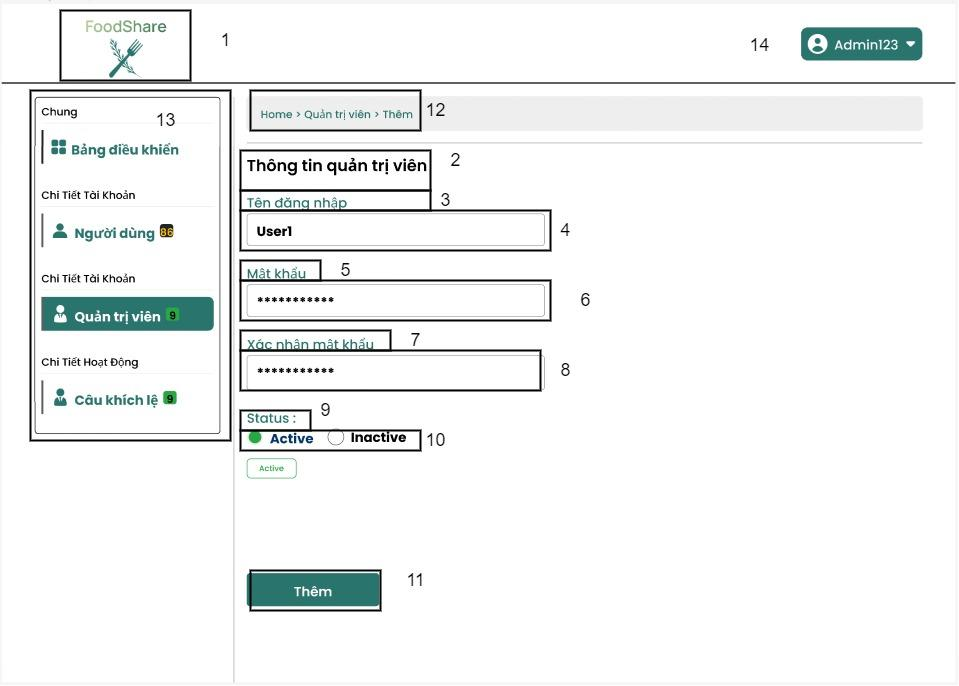 FoodShare
1
14
Admin123
Chung
13
Bảng điều khiển
Chi Tiết Tài Khoản
Người dùng 86
Chi Tiết Tài Khoản
Quản trị viên 9
Chi Tiết Hoạt Động
Câu khích lệ 9
Home > Quản trị viên > Thêm
12
Thông tin quản trị viên
2
Tên đăng nhập
3
User1
4
Mật khẩu
5
***********
6
Xác nhận mật khẩu
7
***********
8
Status :
9
Active Inactive
10
Active
Thêm
11